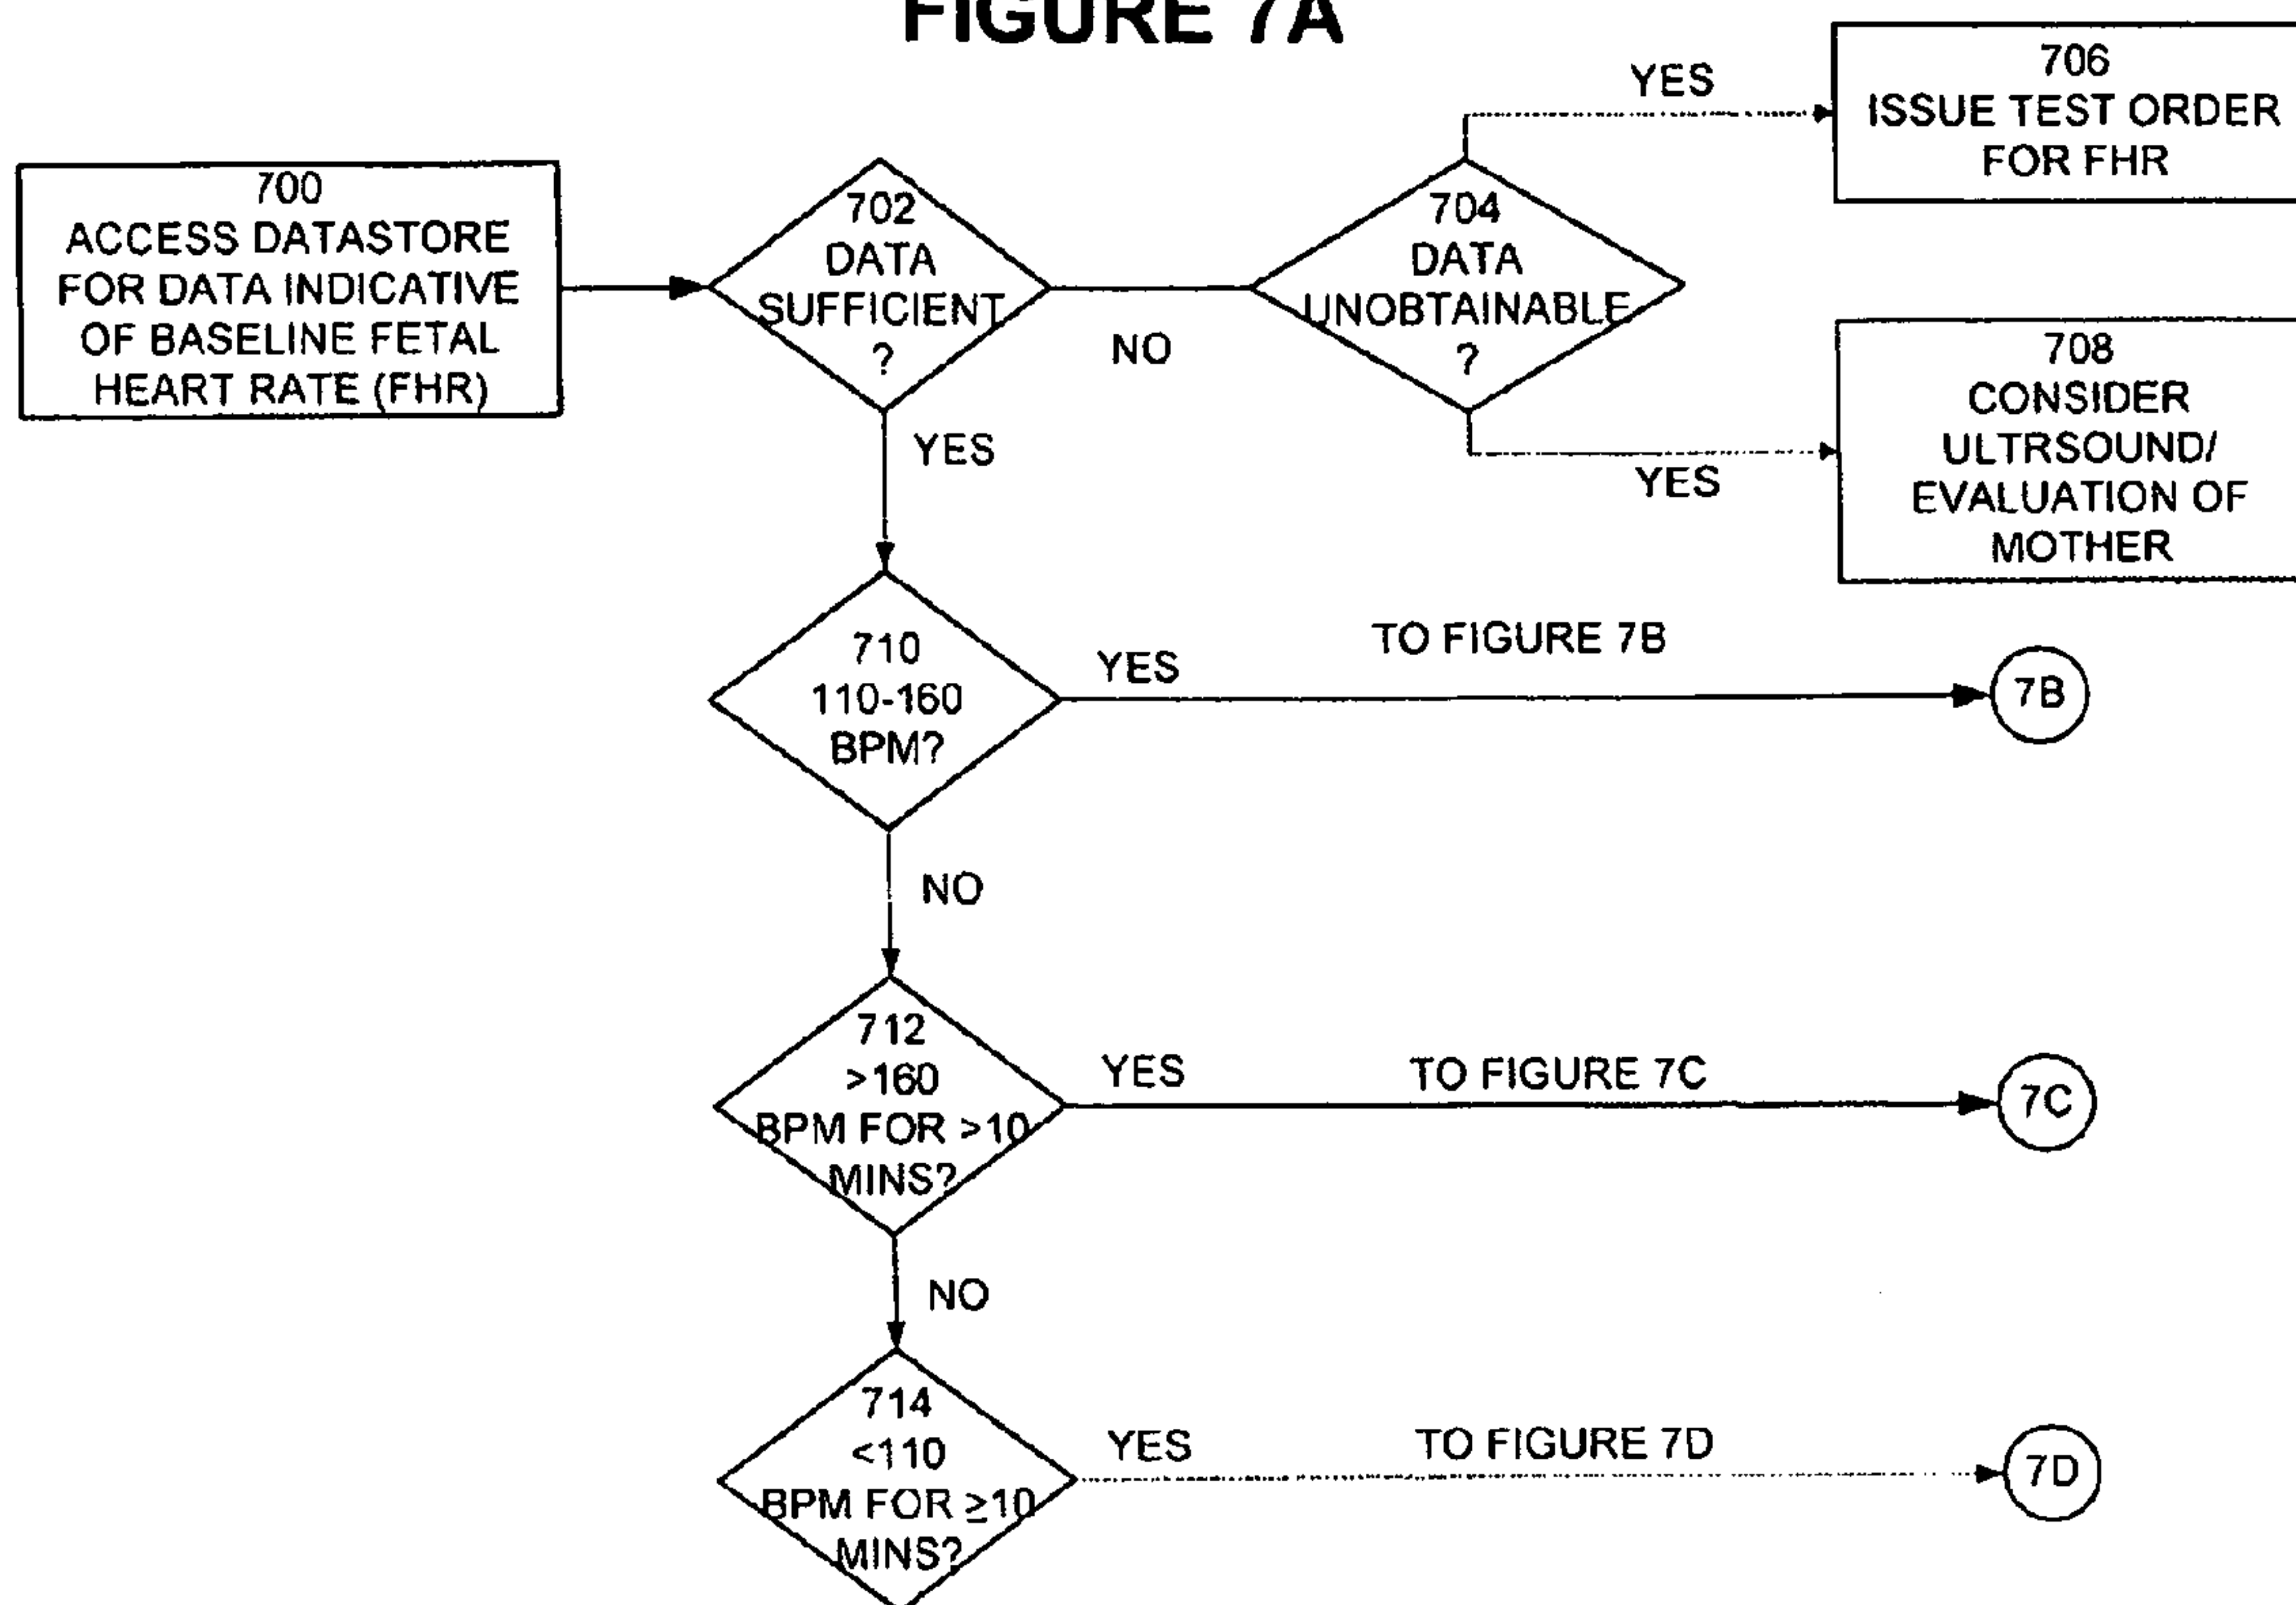 FIGURE 7A
700
ACCESS DATASTORE
FOR DATA INDICATIVE
OF BASELINE FETAL
HEART RATE (FHR)
702
DATA
SUFFICIENT
?
NO
YES
704
DATA
UNOBTAINABLE
?
YES
706
ISSUE TEST ORDER
FOR FHR
YES
708
CONSIDER
ULTRSOUND/
EVALUATION OF
MOTHER
710
110-160
BPM?
YES
TO FIGURE 7B
7B
NO
712
>160
BPM FOR >10
MINS?
YES
TO FIGURE 7C
7C
NO
714
<110
BPM FOR ≥10
MINS?
YES
TO FIGURE 7D
7D